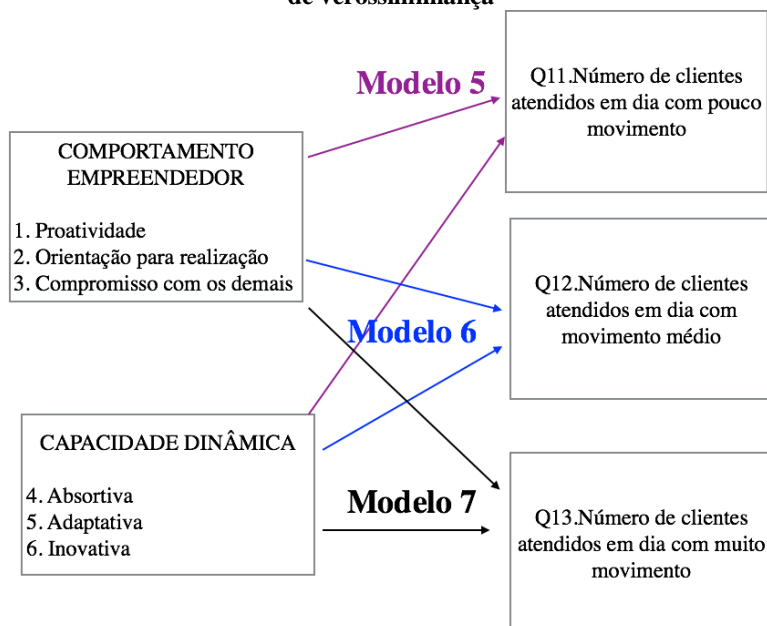 de verossimilhança
Modelo 5
Q11.Número de clientes
atendidos em dia com pouco
movimento
COMPORTAMENTO
EMPREENDEDOR
1. Proatividade
2. Orientação para realização
3. Compromisso com os demais
Q12.Número de clientes
atendidos em dia com
movimento médio
Modelo 6
CAPACIDADE DINÂMICA
4. Absortiva
5. Adaptativa
6. Inovativa
Modelo 7
Q13.Número de clientes
atendidos em dia com muito
movimento